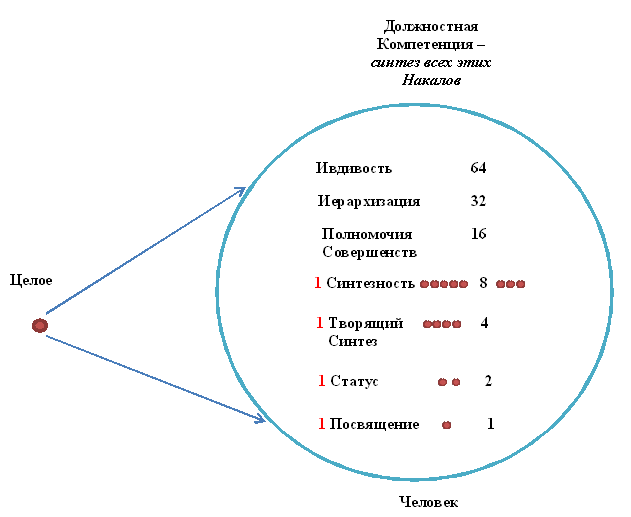 Должностная
Компетенция –
синтез всех этих
Накалов
Ивдивость 64
Иерархизация 32
Полномочия 16
Совершенств
Целое
1 Синтезность 8
1 Творящий 4
Синтез
1 Статус 2
1 Посвящение 1
Человек